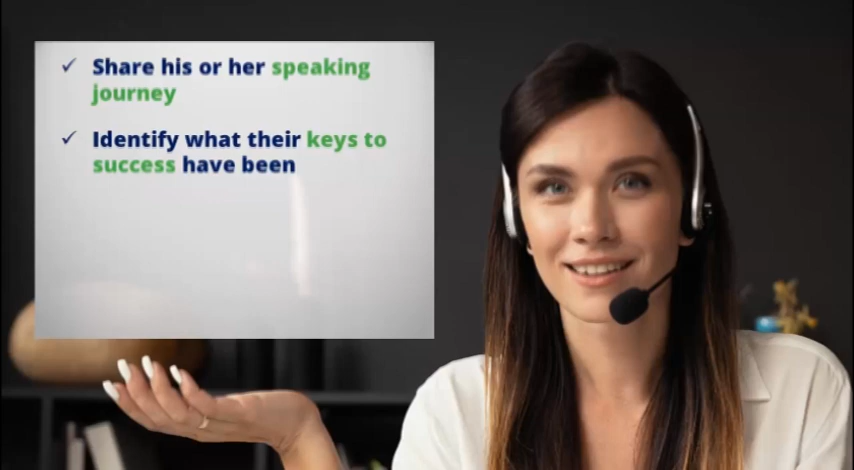 ✓ Share his or her speaking
journey
✓ Identify what their keys to
success have been